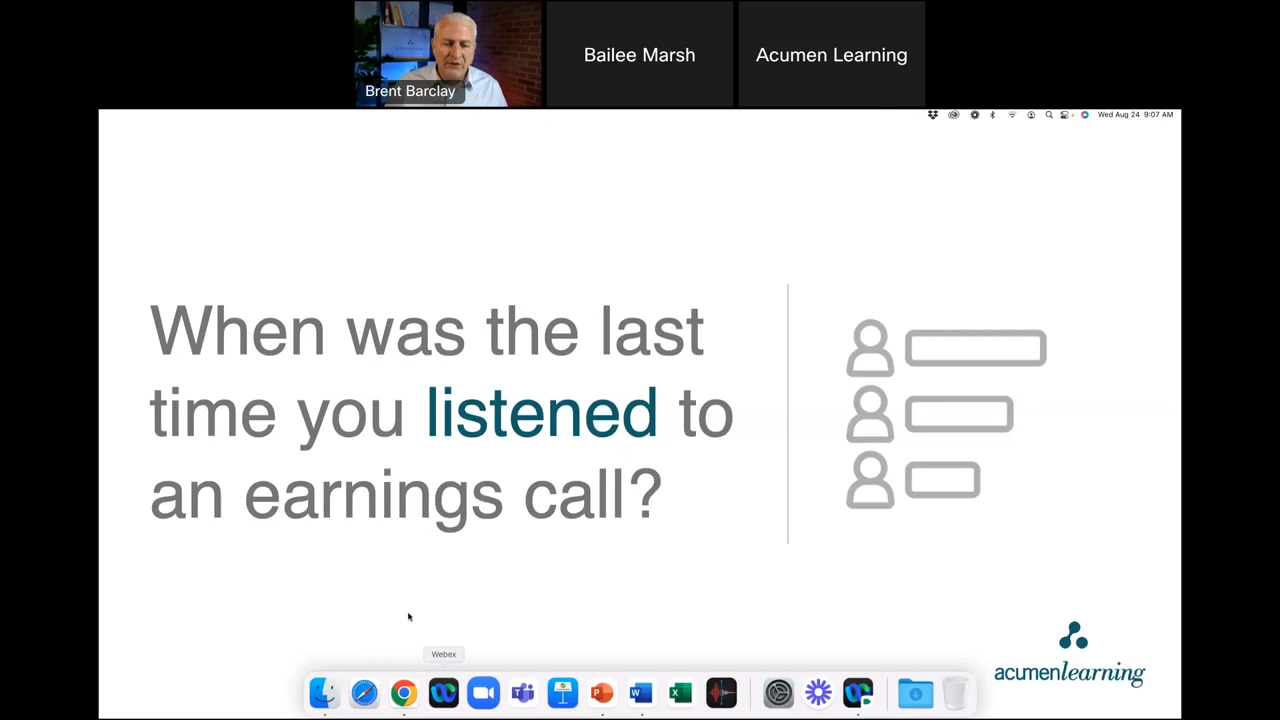 Brent Barclay
Bailee Marsh
Acumen Learning
Wed Aug 24 9:07 AM
When was the last
time you listened to
an earnings call?
Webex
acumenlearning